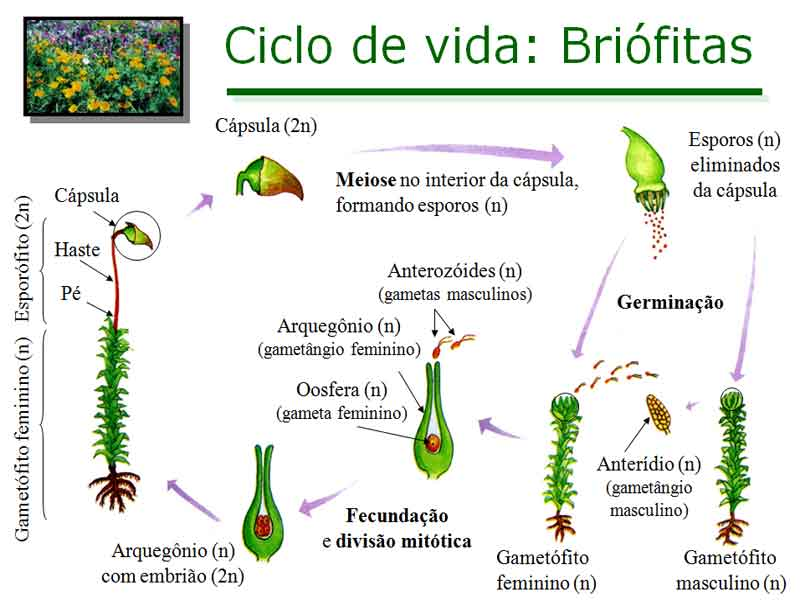 Ciclo de vida: Briófitas
Cápsula (2n)
Meiose no interior da cápsula,
formando esporos (n)
Esporos (n)
eliminados
da cápsula
Cápsula
Haste
Pé
Esporófito (2n)
Gametófito feminino (n)
Anterozóides (n)
(gametas masculinos)
Germinação
Arquegônio (n)
(gametângio feminino)
Oosfera (n)
(gameta feminino)
Anterídio (n)
(gametângio
masculino)
Fecundação
e divisão mitótica
Arquegônio (n)
com embrião (2n)
Gametófito
feminino (n)
Gametófito
masculino (n)